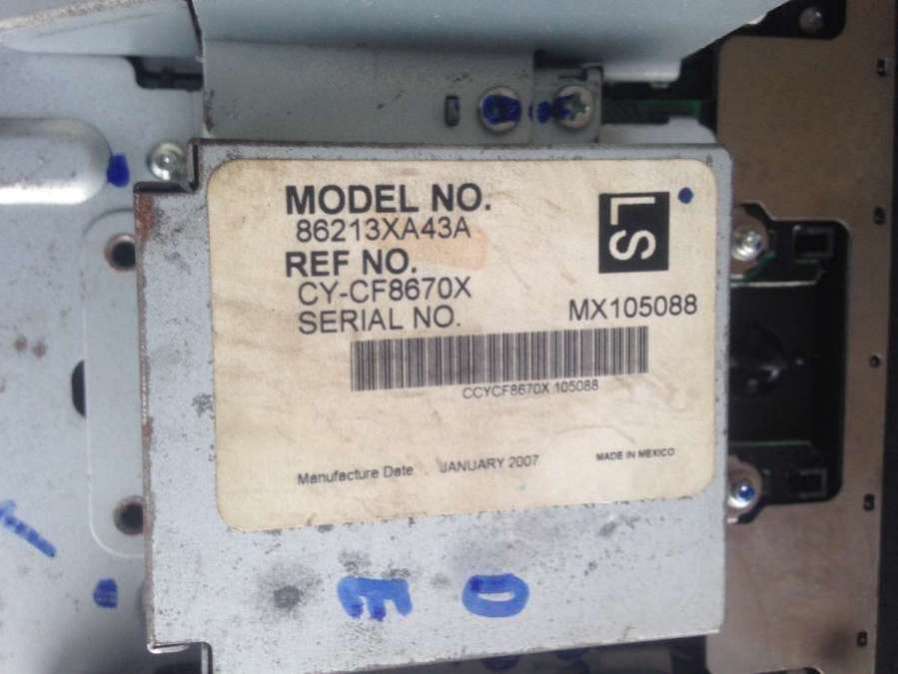 MODEL NO.
86213XA43A
REF NO.
CY-CF8670X
SERIAL NO.
MX105088
LS
CCYCF8670X 105088
Manufacture Date JANUARY 2007
MADE IN MEXICO
E O